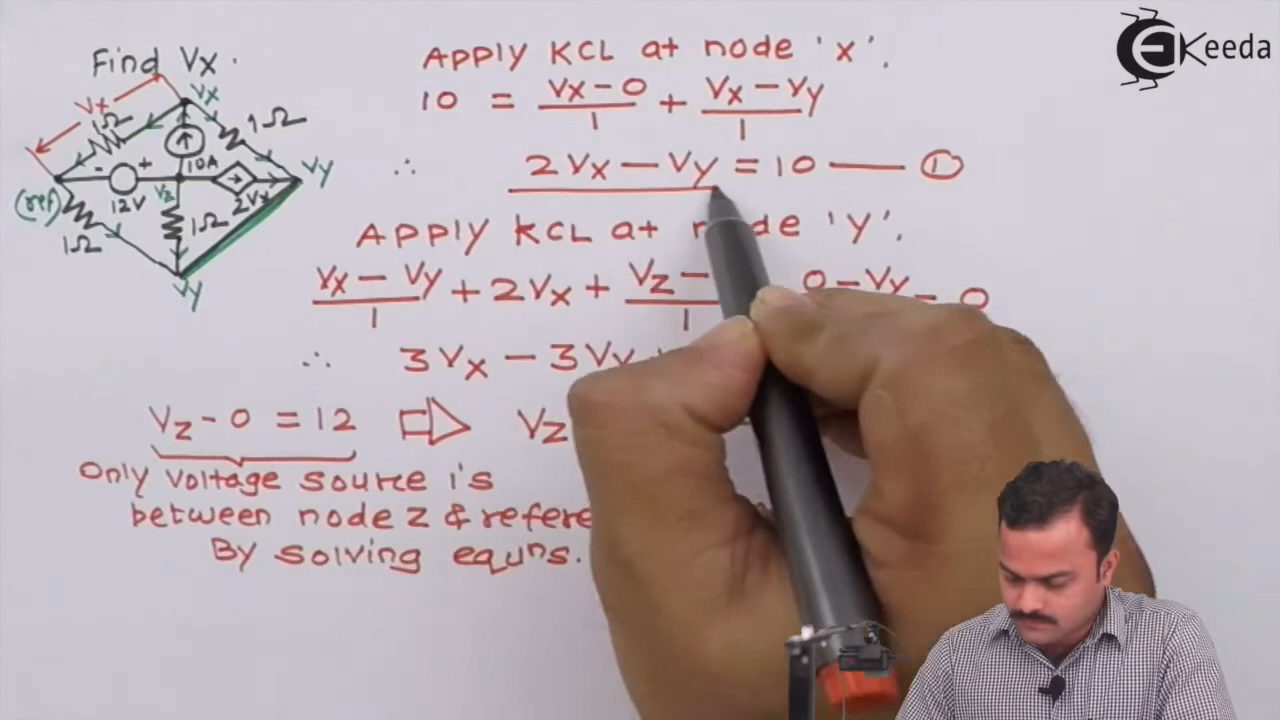 Keeda
Find Vx.
Vx
Vx
1Ω
1Ω
10A
Vy
(ref)
- +
12V
Vz
2Vx
1Ω
1Ω
Vy
Apply KCL at node 'x'.
10 = Vx-0/1 + Vx-Vy/1
∴ 2Vx - Vy = 10 — ①
Apply KCL at de 'Y'.
Vx-Vy/1 + 2Vx + Vz-/1 0-Vy = 0
∴ 3Vx - 3Vy
Vz - 0 = 12 ⇨ Vz
Only voltage source is
between node z &
By solving equns.